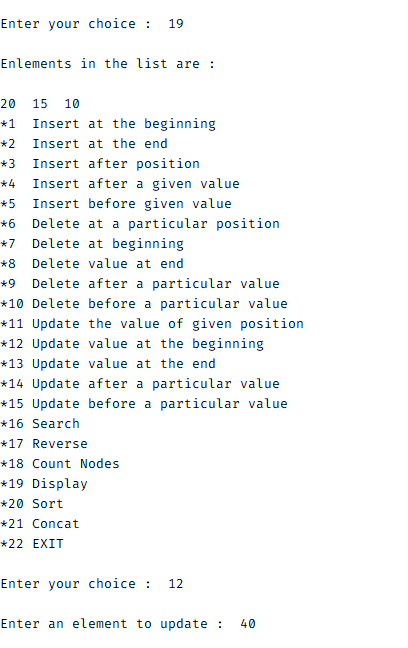 Enter your choice :  19
Enlements in the list are :
20  15  10
*1  Insert at the beginning
*2  Insert at the end
*3  Insert after position
*4  Insert after a given value
*5  Insert before given value
*6  Delete at a particular position
*7  Delete at beginning
*8  Delete value at end
*9  Delete after a particular value
*10 Delete before a particular value
*11 Update the value of given position
*12 Update value at the beginning
*13 Update value at the end
*14 Update after a particular value
*15 Update before a particular value
*16 Search
*17 Reverse
*18 Count Nodes
*19 Display
*20 Sort
*21 Concat
*22 EXIT
Enter your choice :  12
Enter an element to update :  40